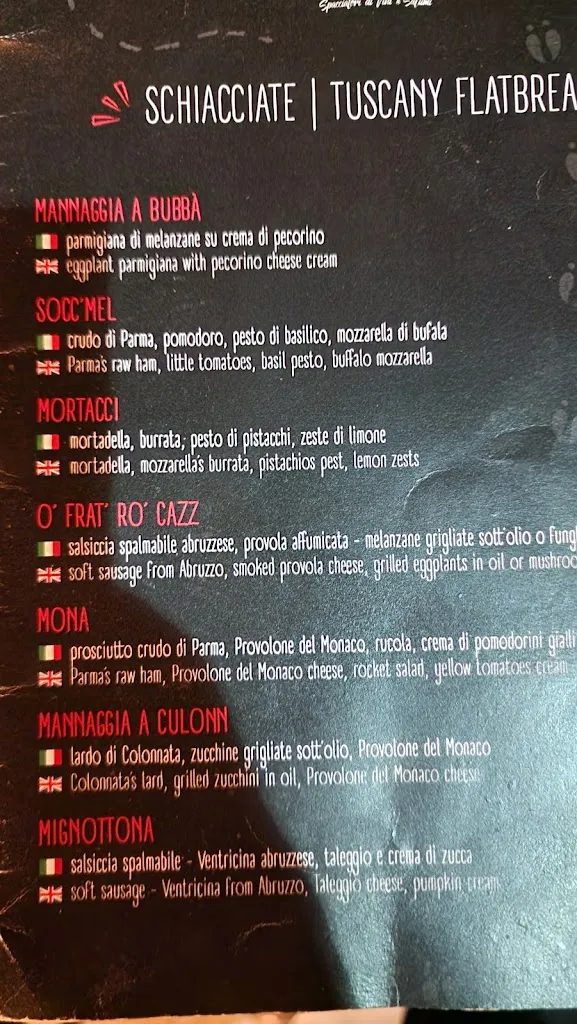 Spacciatori di Vini e Sfizi
SCHIACCIATE | TUSCANY FLATBREA
MANNAGGIA A BUBBÀ
parmigiana di melanzane su crema di pecorino
eggplant parmigiana with pecorino cheese cream
SOCC'MEL
crudo di Parma, pomodoro, pesto di basilico, mozzarella di bufala
Parma's raw ham, little tomatoes, basil pesto, buffalo mozzarella
MORTACCI
mortadella, burrata, pesto di pistacchi, zeste di limone
mortadella, mozzarella's burrata, pistachios pest, lemon zests
O' FRAT' RO' CAZZ
salsiccia spalmabile abruzzese, provola affumicata - melanzane grigliate sott'olio o fung
soft sausage from Abruzzo, smoked provola cheese, grilled eggplants in oil or mushroo
MONA
prosciutto crudo di Parma, Provolone del Monaco, rucola, crema di pomodorini gialli
Parma's raw ham, Provolone del Monaco cheese, rocket salad, yellow tomatoes cream -
MANNAGGIA A CULONN
lardo di Colonnata, zucchine grigliate sott'olio, Provolone del Monaco
Colonnata's lard, grilled zucchini in oil, Provolone del Monaco cheese
MIGNOTTONA
salsiccia spalmabile - Ventricina abruzzese, taleggio e crema di zucca
soft sausage - Ventricina from Abruzzo, Taleggio cheese, pumpkin cream